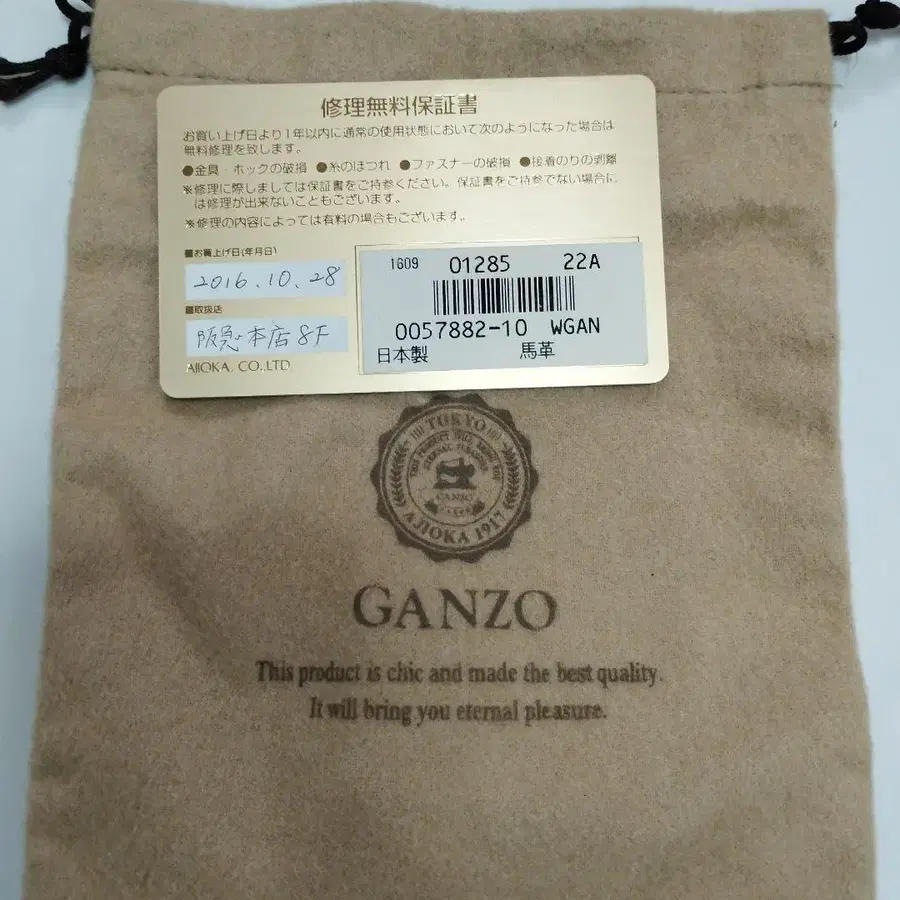 修理無料保証書
お買い上げ日より1年以内に通常の使用状態において次のようになった場合は
無料修理を致します。
●金具・ホックの破損 ●糸のほつれ ●ファスナーの破損 ●接着のりの剥離
※修理に際しましては保証書をご持参ください。保証書をご持参でない場合に
は修理が出来ないこともございます。
※修理の内容によっては有料の場合もございます。
■お買上げ日(年月日)
2016.10.28
■取扱店
阪急本店8F
AJIOKA. CO.,LTD
1609 01285 22A
0057882-10 WGAN
日本製 馬革
TOKYO
GANZO
AJIOKA 1917
GANZO
This product is chic and made the best quality.
It will bring you eternal pleasure.